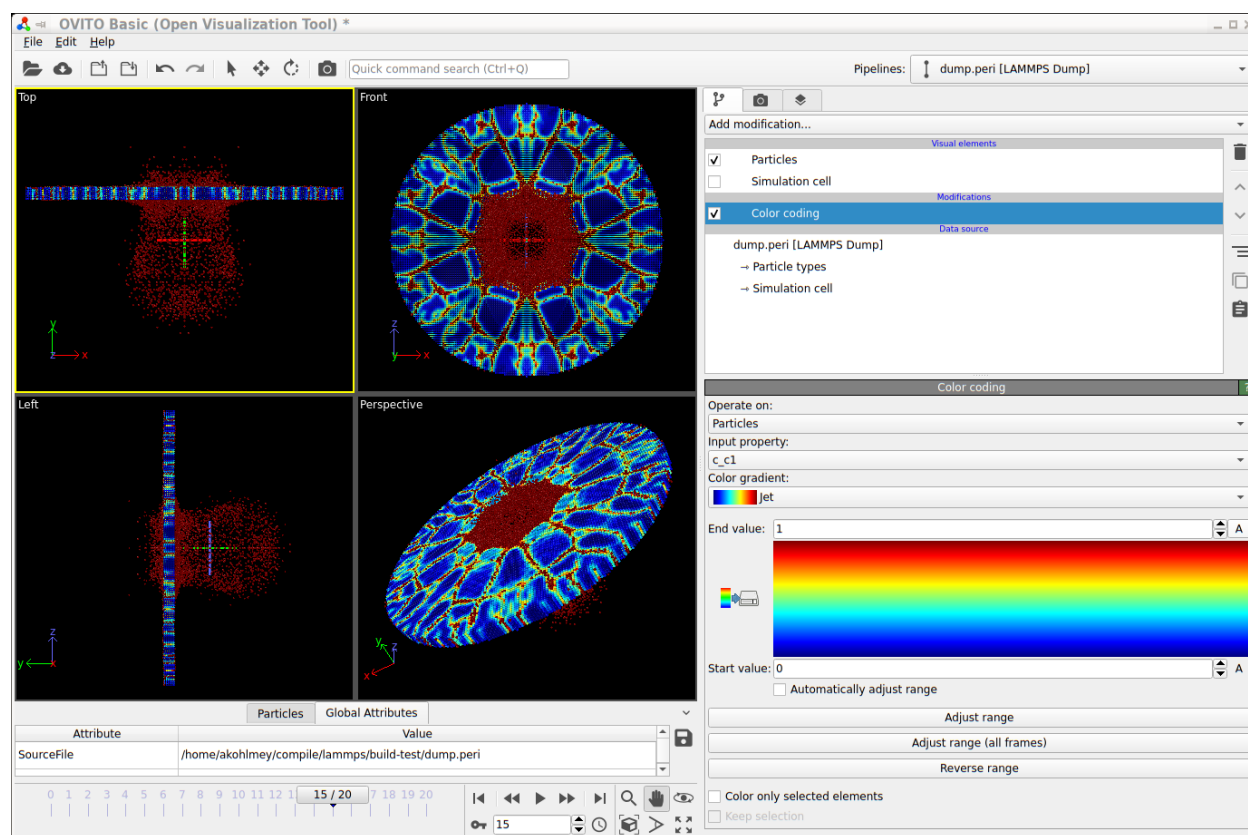 OVITO Basic (Open Visualization Tool) *
File Edit Help
Quick command search (Ctrl+Q)
Pipelines:
dump.peri [LAMMPS Dump]
Top
y
z
x
Front
z
y
x
Left
z
y
x
Perspective
y
z
x
Add modification...
Visual elements
Particles
Simulation cell
Modifications
Color coding
Data source
dump.peri [LAMMPS Dump]
→ Particle types
→ Simulation cell
Color coding
?
Operate on:
Particles
Input property:
c_c1
Color gradient:
Jet
End value: 1
A
Start value: 0
A
Automatically adjust range
Adjust range
Adjust range (all frames)
Reverse range
Color only selected elements
Keep selection
Particles Global Attributes
Attribute Value
SourceFile /home/akohlmey/compile/lammps/build-test/dump.peri
0 1 2 3 4 5 6 7 8 9 10 11 12 1 15 / 20 7 18 19 20
15